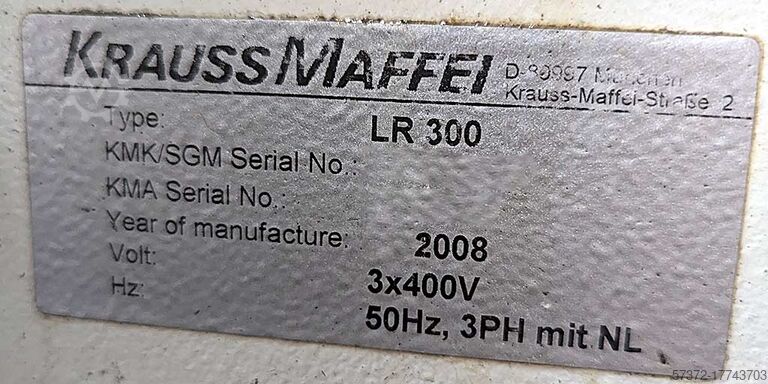 KRAUSS MAFFEI D-80997 München
Krauss-Maffei-Straße 2
Type: LR 300
KMK/SGM Serial No.:
KMA Serial No.:
Year of manufacture: 2008
Volt: 3x400V
Hz: 50Hz, 3PH mit NL
57372-17743703